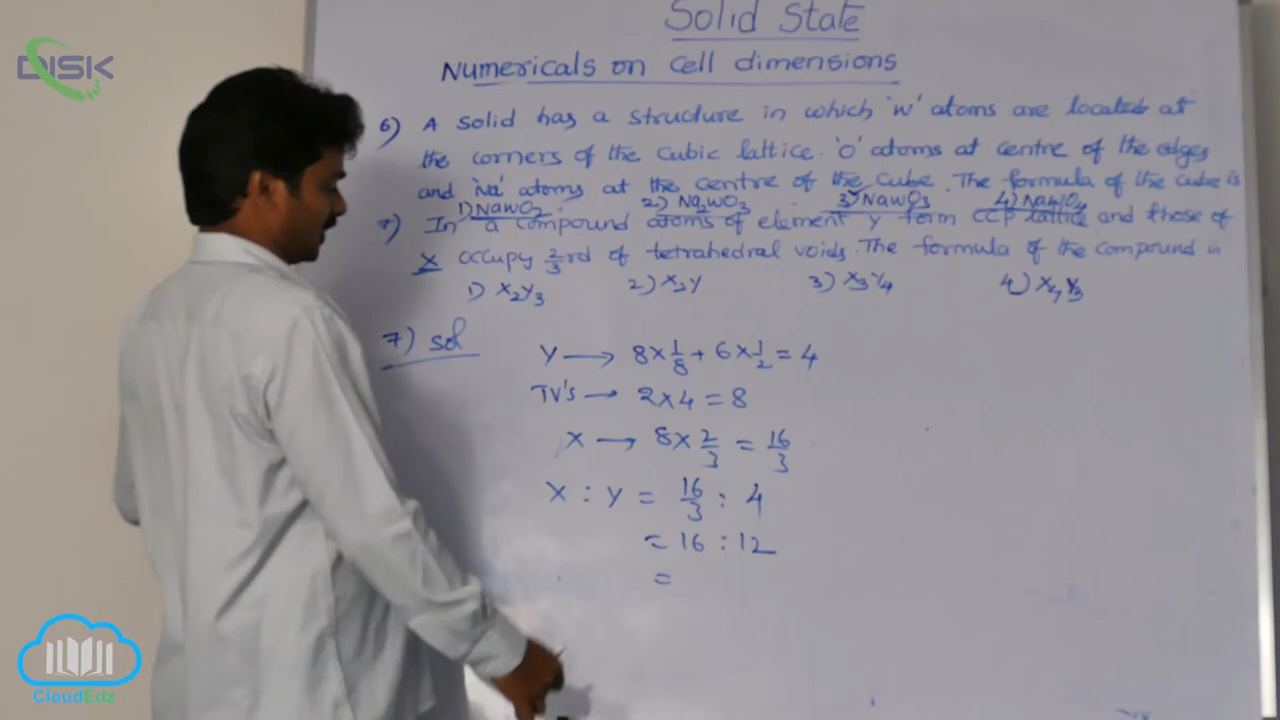 DISK
Solid State
Numericals on cell dimensions
6) A solid has a structure in which 'W' atoms are located at
the corners of the cubic lattice. 'O' atoms at centre of the edges
and 'Na' atoms at the centre of the cube. The formula of the cube is
1) NaWO2 2) Na2WO3 3) NaWO3 4) NaWO4
7) In a compound atoms of element Y form CCP lattice and those of
X occupy 2/3rd of tetrahedral voids. The formula of the compound is
1) X2Y3 2) X2Y 3) X3Y4 4) X4Y3
7) sol
Y → 8×1/8 + 6×1/2 = 4
TV's → 2×4 = 8
X → 8×2/3 = 16/3
X : Y = 16/3 : 4
= 16 : 12
=
CloudEdz